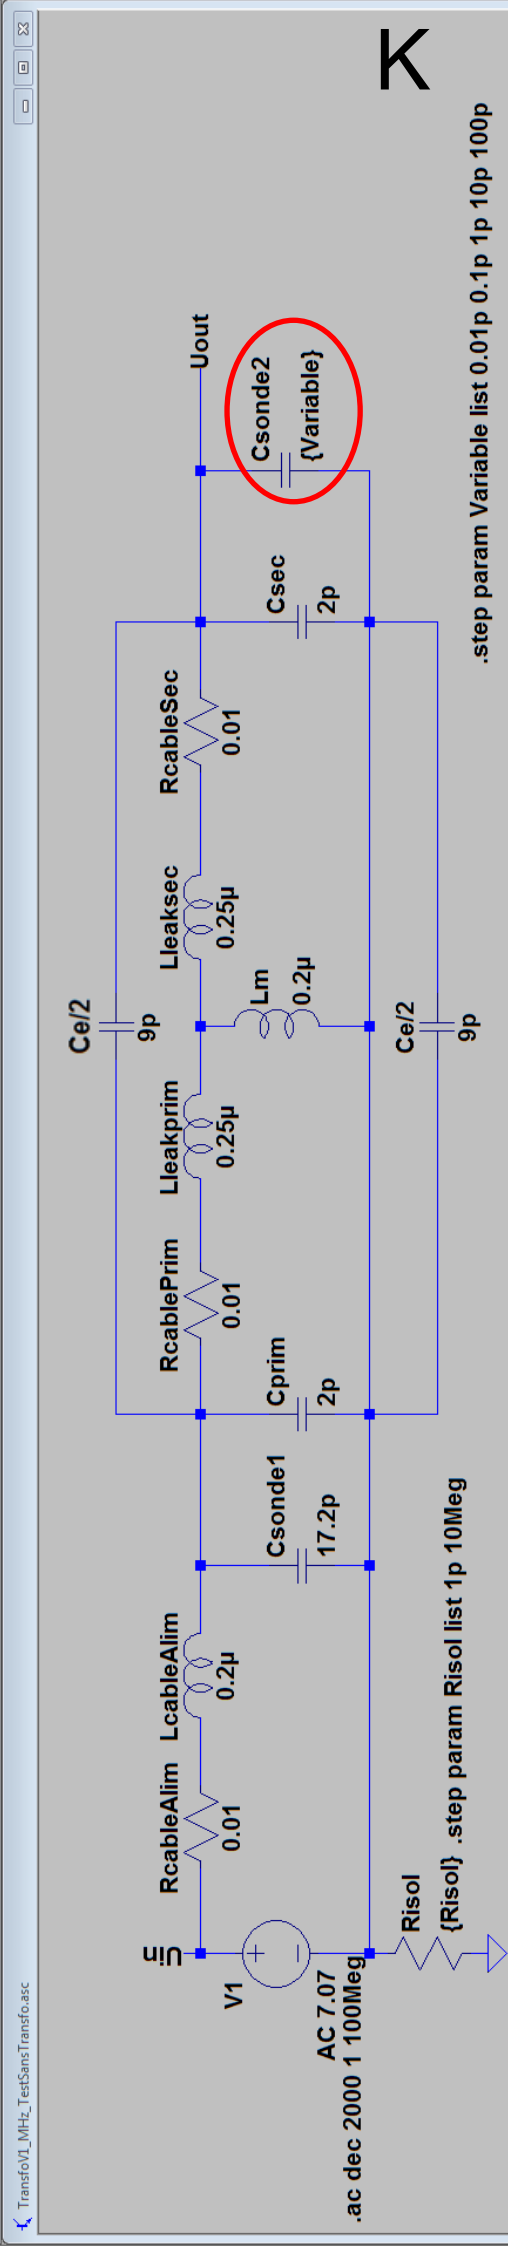 TransfoV1_MHz_TestSansTransfo.asc
K
Ce/2
9p
Uin
RcableAlim
0.01
LcableAlim
0.2µ
RcablePrim
0.01
Lleakprim
0.25µ
Lleaksec
0.25µ
RcableSec
0.01
Uout
V1
AC 7.07
.ac dec 2000 1 100Meg
Csonde1
17.2p
Cprim
2p
Lm
0.2µ
Csec
2p
Csonde2
{Variable}
Risol
{Risol}
.step param Risol list 1p 10Meg
Ce/2
9p
.step param Variable list 0.01p 0.1p 1p 10p 100p